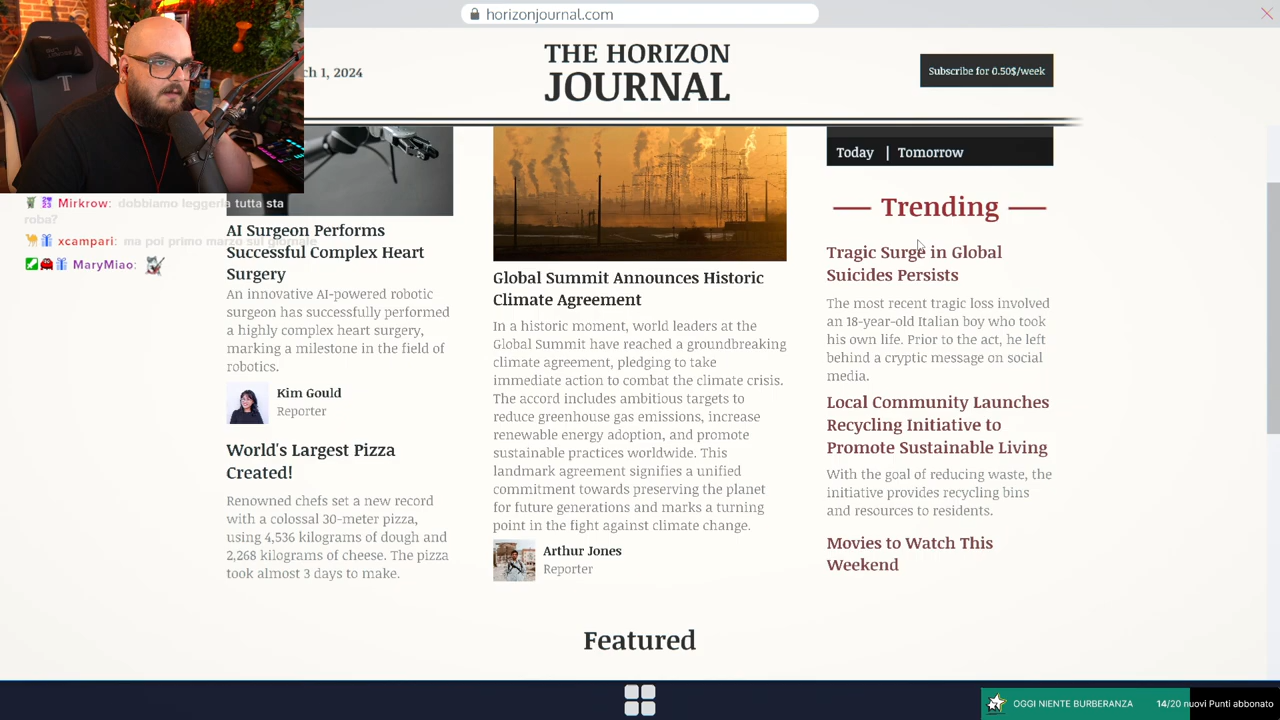 horizonjournal.com
ch 1, 2024
THE HORIZON
JOURNAL
Subscribe for 0.50$/week
Today | Tomorrow
Mirkrow: dobbiamo leggerla tutta sta
roba?
xcampari: ma poi primo marzo sul giornale
MaryMiao:
AI Surgeon Performs
Successful Complex Heart
Surgery
An innovative AI-powered robotic
surgeon has successfully performed
a highly complex heart surgery,
marking a milestone in the field of
robotics.
Kim Gould
Reporter
World's Largest Pizza
Created!
Renowned chefs set a new record
with a colossal 30-meter pizza,
using 4,536 kilograms of dough and
2,268 kilograms of cheese. The pizza
took almost 3 days to make.
Global Summit Announces Historic
Climate Agreement
In a historic moment, world leaders at the
Global Summit have reached a groundbreaking
climate agreement, pledging to take
immediate action to combat the climate crisis.
The accord includes ambitious targets to
reduce greenhouse gas emissions, increase
renewable energy adoption, and promote
sustainable practices worldwide. This
landmark agreement signifies a unified
commitment towards preserving the planet
for future generations and marks a turning
point in the fight against climate change.
Arthur Jones
Reporter
Trending
Tragic Surge in Global
Suicides Persists
The most recent tragic loss involved
an 18-year-old Italian boy who took
his own life. Prior to the act, he left
behind a cryptic message on social
media.
Local Community Launches
Recycling Initiative to
Promote Sustainable Living
With the goal of reducing waste, the
initiative provides recycling bins
and resources to residents.
Movies to Watch This
Weekend
Featured
OGGI NIENTE BURBERANZA
14/20 nuovi Punti abbonato